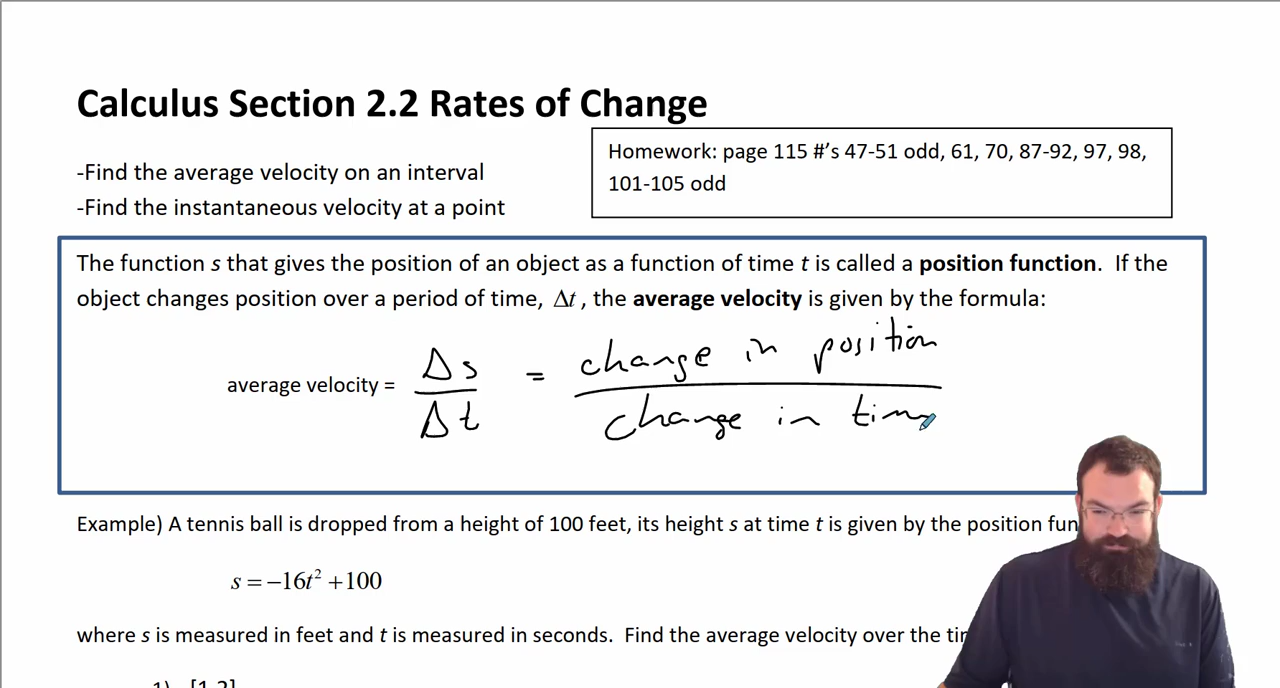 Calculus Section 2.2 Rates of Change
Homework: page 115 #'s 47-51 odd, 61, 70, 87-92, 97, 98,
101-105 odd
-Find the average velocity on an interval
-Find the instantaneous velocity at a point
The function s that gives the position of an object as a function of time t is called a position function. If the
object changes position over a period of time, Δt, the average velocity is given by the formula:
average velocity = Δs/Δt = change in position / change in time
Example) A tennis ball is dropped from a height of 100 feet, its height s at time t is given by the position fun
s = −16t² + 100
where s is measured in feet and t is measured in seconds. Find the average velocity over the
1) [1,2]